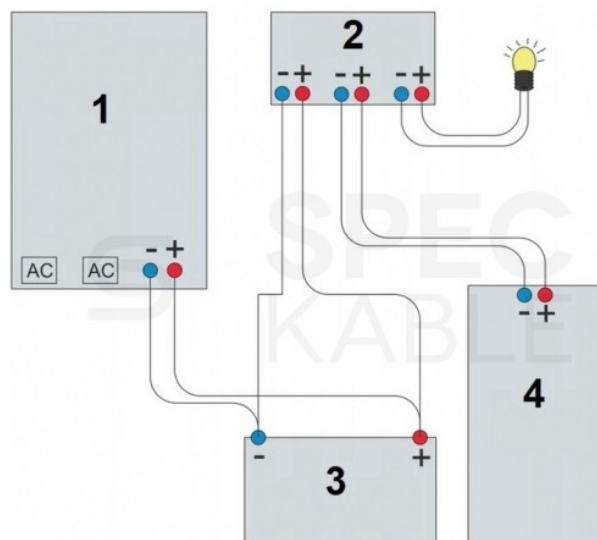 1
AC
AC
- +
2
- + - + - +
SPEC
KABLE
3
- +
4
- +